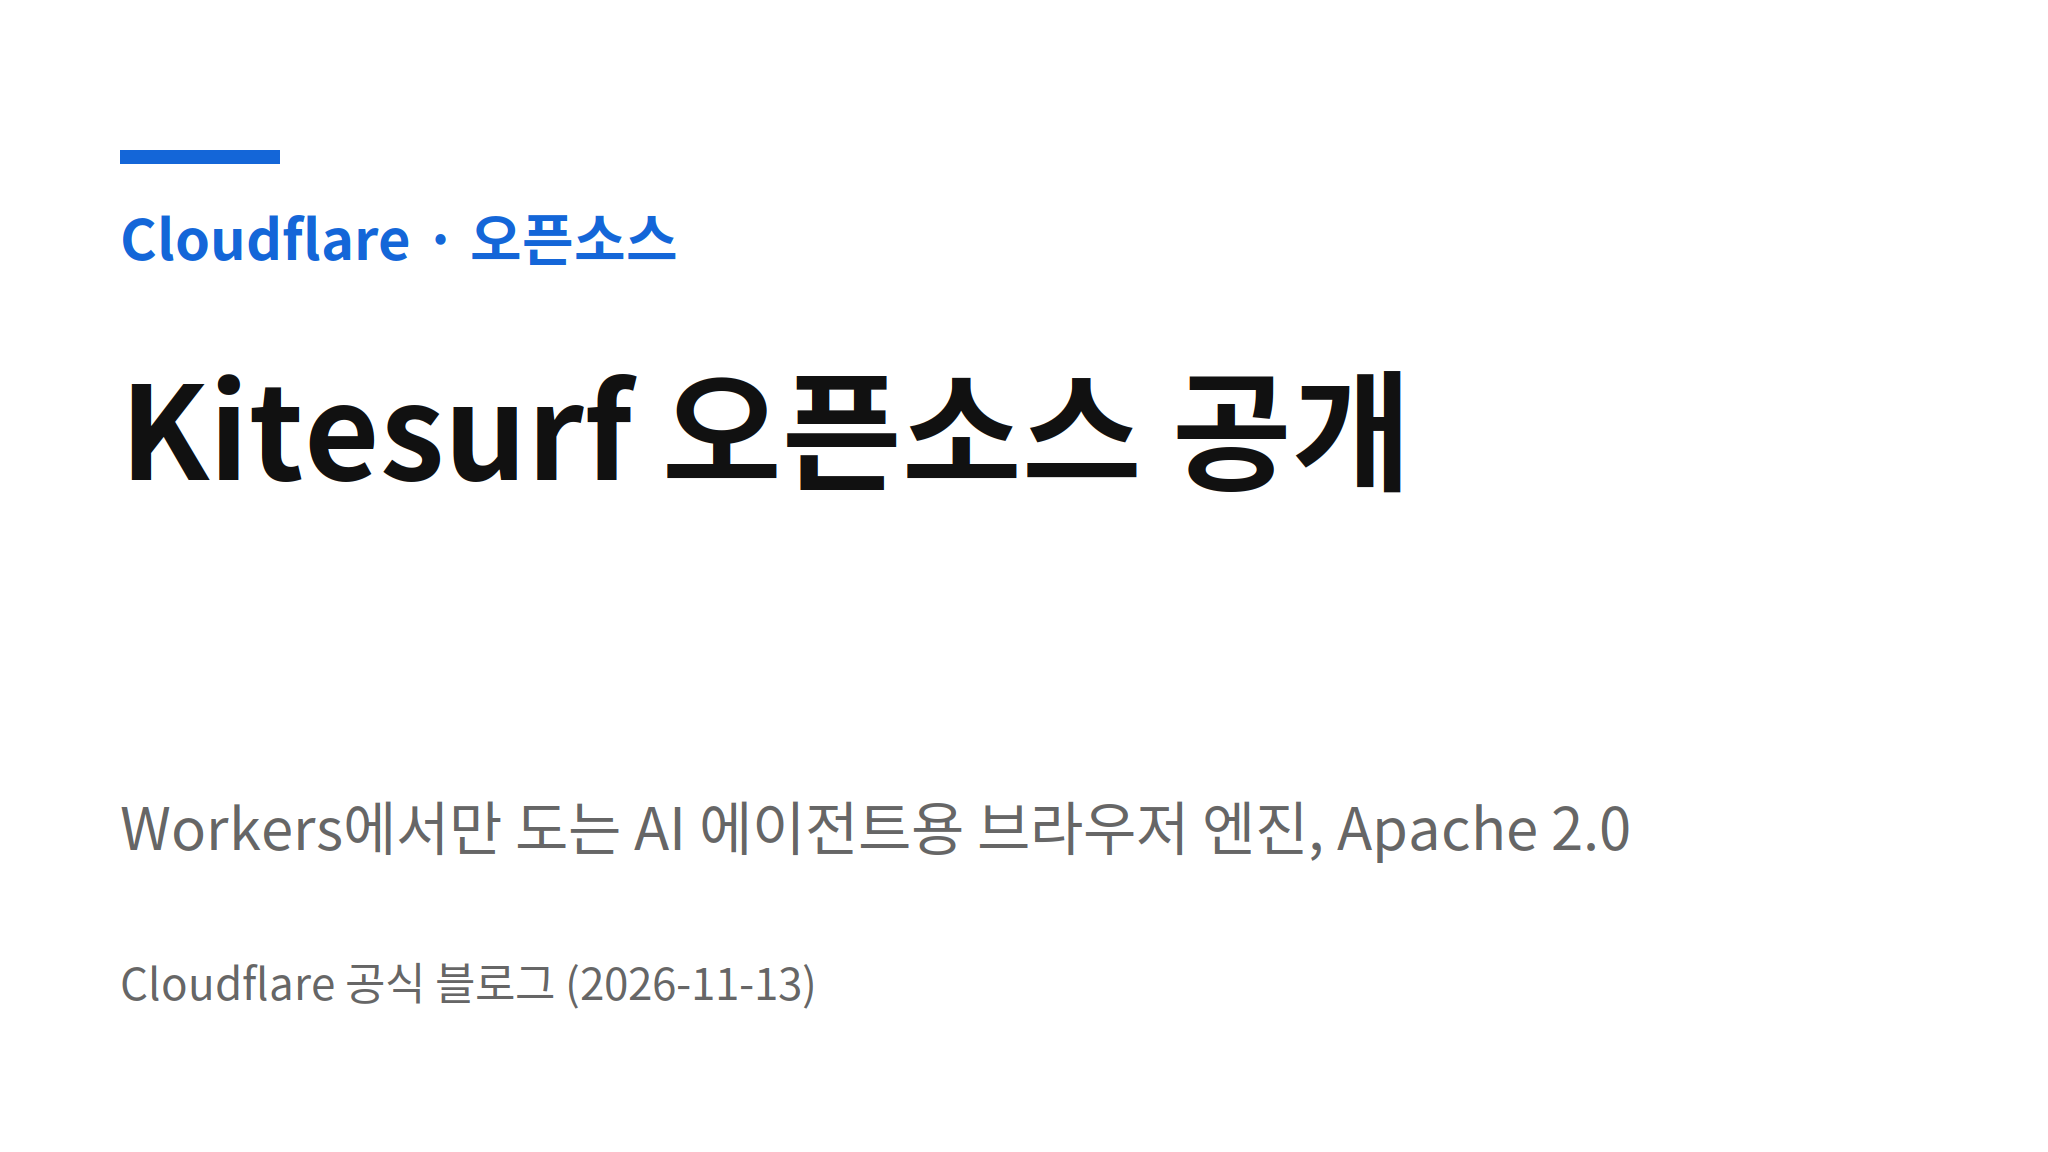 Cloudflare · 오픈소스
Kitesurf 오픈소스 공개
Workers에서만 도는 AI 에이전트용 브라우저 엔진, Apache 2.0
Cloudflare 공식 블로그 (2026-11-13)